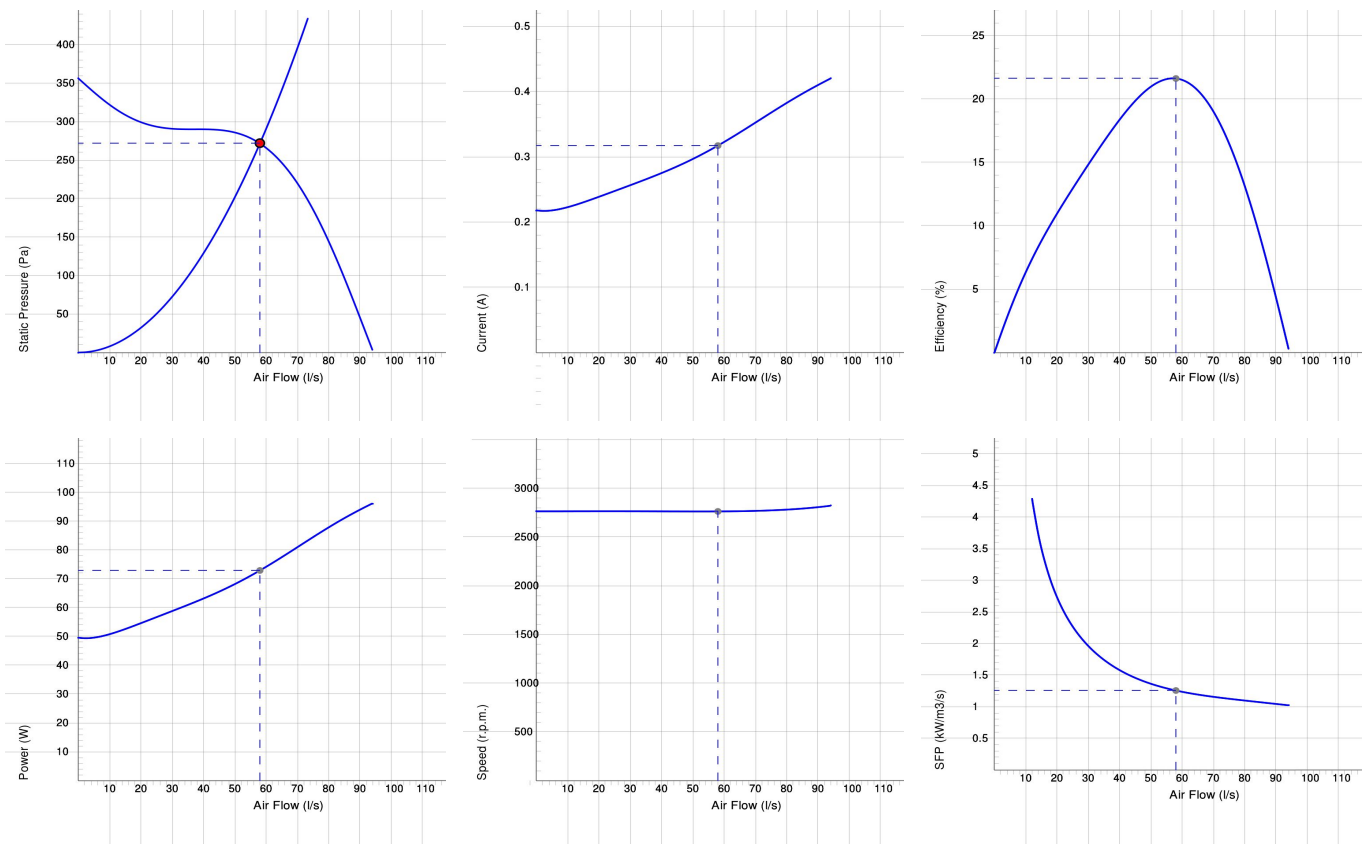 Static Pressure (Pa)
400
350
300
250
200
150
100
50
10 20 30 40 50 60 70 80 90 100 110
Air Flow (l/s)
Current (A)
0.5
0.4
0.3
0.2
0.1
10 20 30 40 50 60 70 80 90 100 110
Air Flow (l/s)
Efficiency (%)
25
20
15
10
5
10 20 30 40 50 60 70 80 90 100 110
Air Flow (l/s)
Power (W)
110
100
90
80
70
60
50
40
30
20
10
10 20 30 40 50 60 70 80 90 100 110
Air Flow (l/s)
Speed (r.p.m.)
3000
2500
2000
1500
1000
500
10 20 30 40 50 60 70 80 90 100 110
Air Flow (l/s)
SFP (kW/m3/s)
5
4.5
4
3.5
3
2.5
2
1.5
1
0.5
10 20 30 40 50 60 70 80 90 100 110
Air Flow (l/s)